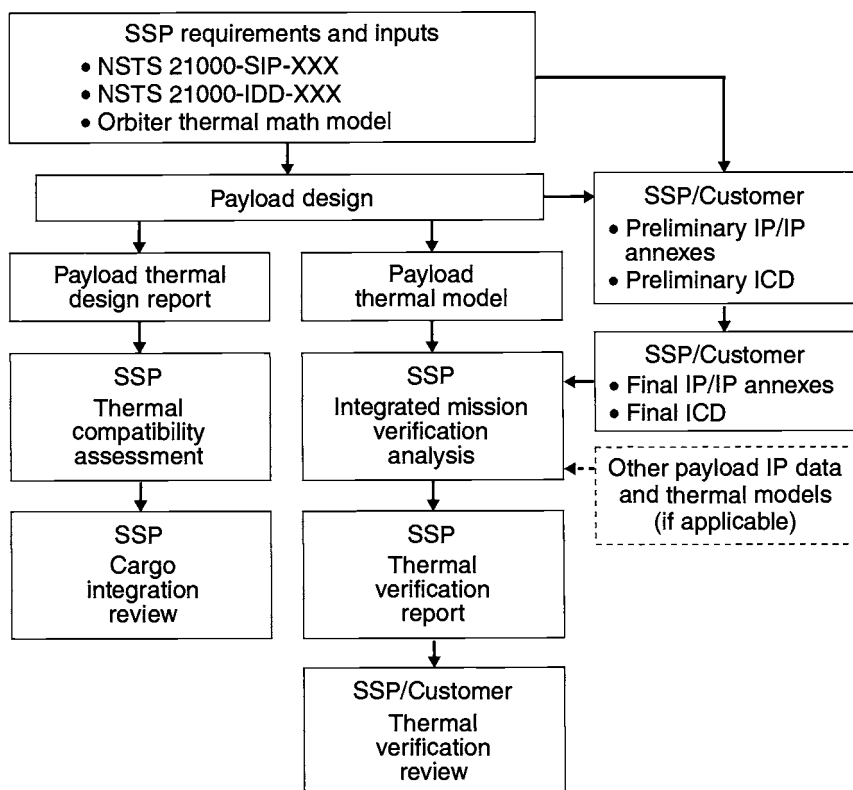 SSP requirements and inputs
• NSTS 21000-SIP-XXX
• NSTS 21000-IDD-XXX
• Orbiter thermal math model
Payload design
SSP/Customer
• Preliminary IP/IP
annexes
• Preliminary ICD
Payload thermal
design report
Payload
thermal model
SSP
Thermal
compatibility
assessment
SSP
Integrated mission
verification
analysis
SSP/Customer
• Final IP/IP annexes
• Final ICD
Other payload IP data
and thermal models
(if applicable)
SSP
Cargo
integration
review
SSP
Thermal
verification
report
SSP/Customer
Thermal
verification
review